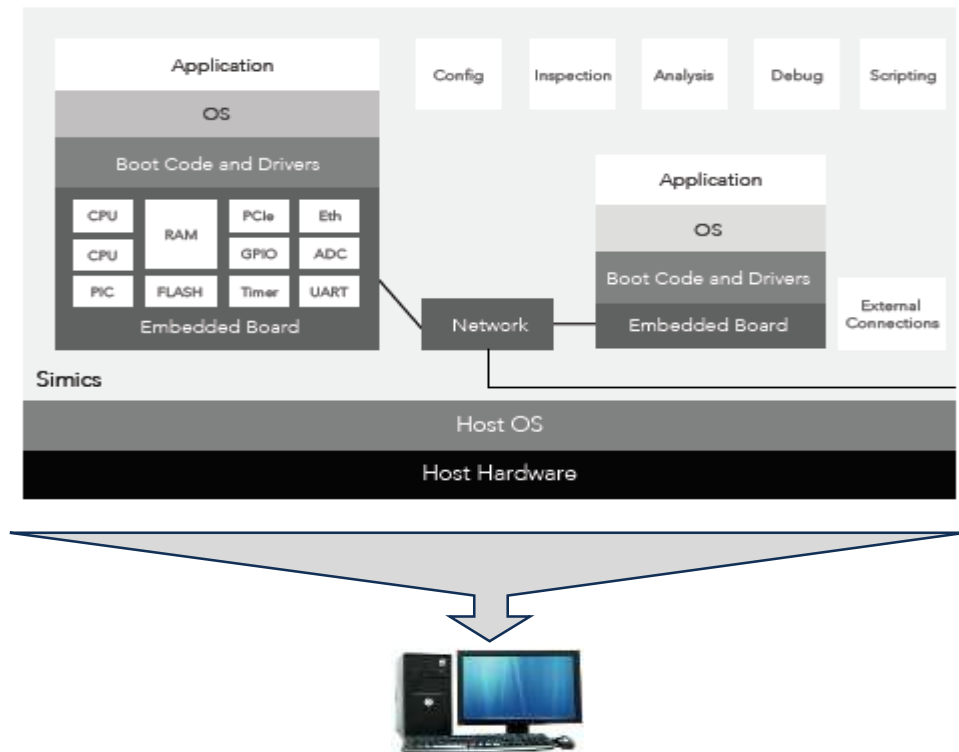 Application
OS
Boot Code and Drivers
CPU
RAM
PCIe
Eth
CPU
GPIO
ADC
PIC
FLASH
Timer
UART
Embedded Board
Config
Inspection
Analysis
Debug
Scripting
Network
Application
OS
Boot Code and Drivers
Embedded Board
External
Connections
Simics
Host OS
Host Hardware